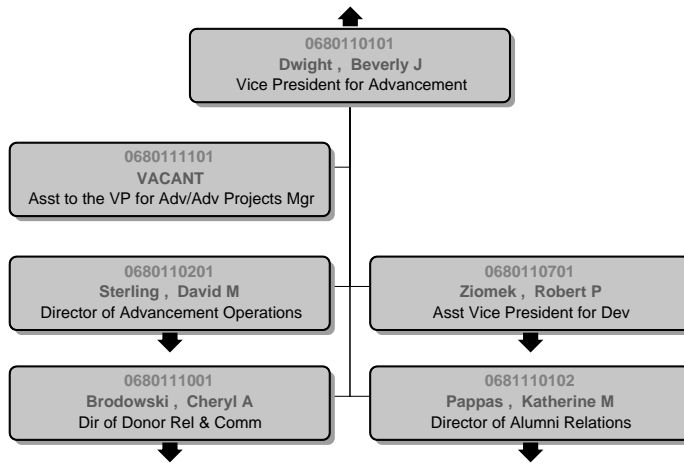 0680110101
Dwight , Beverly J
Vice President for Advancement
0680111101
VACANT
Asst to the VP for Adv/Adv Projects Mgr
0680110201
Sterling , David M
Director of Advancement Operations
0680110701
Ziomek , Robert P
Asst Vice President for Dev
0680111001
Brodowski , Cheryl A
Dir of Donor Rel & Comm
0681110102
Pappas , Katherine M
Director of Alumni Relations